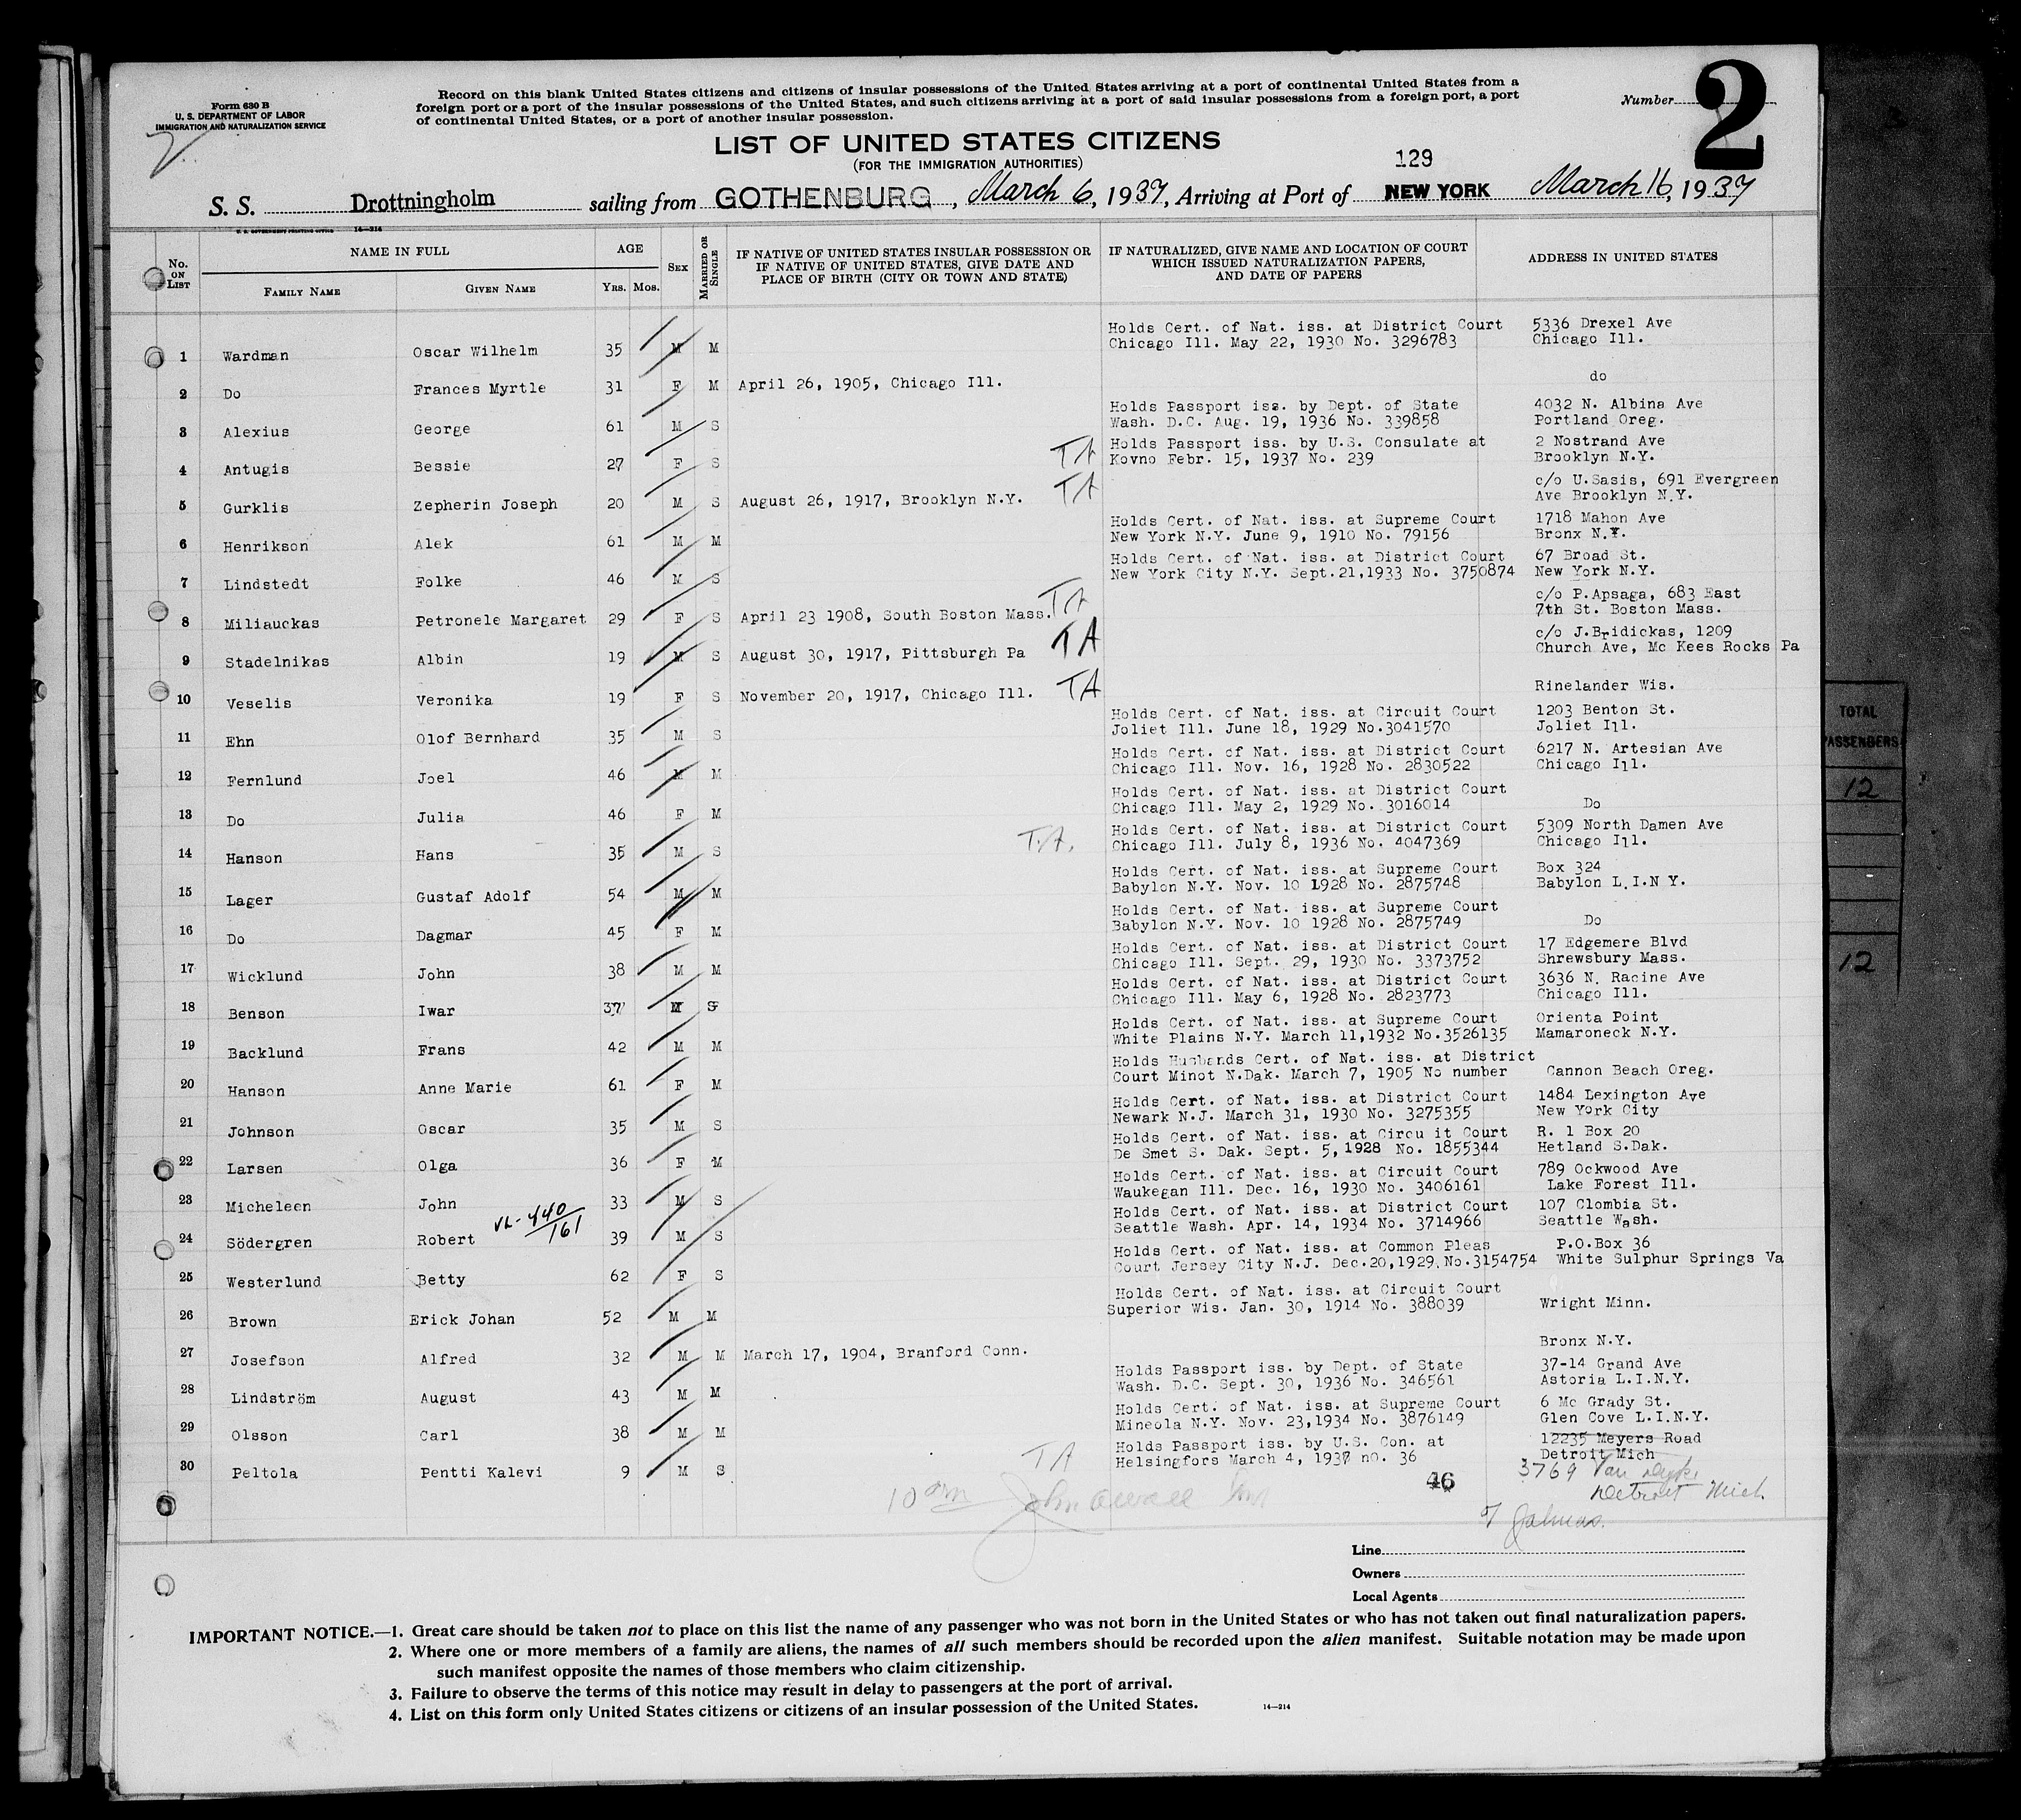 Form 630 B
U. S. DEPARTMENT OF LABOR
IMMIGRATION AND NATURALIZATION SERVICE
Record on this blank United States citizens and citizens of insular possessions of the United States arriving at a port of continental United States from a
foreign port or a port of the insular possessions of the United States, and such citizens arriving at a port of said insular possessions from a foreign port, a port
of continental United States, or a port of another insular possession.
Number 2
LIST OF UNITED STATES CITIZENS
(FOR THE IMMIGRATION AUTHORITIES)
129
S. S. Drottningholm sailing from GOTHENBURG, March 6, 1937, Arriving at Port of NEW YORK March 16, 1937
U. S. GOVERNMENT PRINTING OFFICE 14—214
No. ON LIST
NAME IN FULL
FAMILY NAME GIVEN NAME
AGE
YRS. MOS.
SEX
MARRIED OR SINGLE
IF NATIVE OF UNITED STATES INSULAR POSSESSION OR
IF NATIVE OF UNITED STATES, GIVE DATE AND
PLACE OF BIRTH (CITY OR TOWN AND STATE)
IF NATURALIZED, GIVE NAME AND LOCATION OF COURT
WHICH ISSUED NATURALIZATION PAPERS,
AND DATE OF PAPERS
ADDRESS IN UNITED STATES
Holds Cert. of Nat. iss. at District Court 5336 Drexel Ave
1 Wardman Oscar Wilhelm 35 M M Chicago Ill. May 22, 1930 No. 3296783 Chicago Ill.
2 Do Frances Myrtle 31 F M April 26, 1905, Chicago Ill. do
Holds Passport iss. by Dept. of State 4032 N. Albina Ave
3 Alexius George 61 M S Wash. D.C. Aug. 19, 1936 No. 339858 Portland Oreg.
Holds Passport iss. by U.S. Consulate at 2 Nostrand Ave
4 Antugis Bessie 27 F S TA Kovno Febr. 15, 1937 No. 239 Brooklyn N.Y.
c/o U.Sasis, 691 Evergreen
5 Gurklis Zepherin Joseph 20 M S August 26, 1917, Brooklyn N.Y. TA Ave Brooklyn N.Y.
Holds Cert. of Nat. iss. at Supreme Court 1718 Mahon Ave
6 Henrikson Alek 61 M M New York N.Y. June 9, 1910 No. 79156 Bronx N.Y.
Holds Cert. of Nat. iss. at District Court 67 Broad St.
7 Lindstedt Folke 46 M S New York City N.Y. Sept.21,1933 No. 3750874 New York N.Y.
c/o P.Apsaga, 683 East
8 Miliauckas Petronele Margaret 29 F S April 23 1908, South Boston Mass. TA 7th St. Boston Mass.
c/o J.Bridickas, 1209
9 Stadelnikas Albin 19 M S August 30, 1917, Pittsburgh Pa TA Church Ave, Mc Kees Rocks Pa
10 Veselis Veronika 19 F S November 20, 1917, Chicago Ill. TA Rinelander Wis.
Holds Cert. of Nat. iss. at Circuit Court 1203 Benton St.
11 Ehn Olof Bernhard 35 M S Joliet Ill. June 18, 1929 No.3041570 Joliet Ill.
Holds Cert. of Nat. iss. at District Court 6217 N. Artesian Ave
12 Fernlund Joel 46 M M Chicago Ill. Nov. 16, 1928 No. 2830522 Chicago Ill.
Holds Cert. of Nat. iss. at District Court
13 Do Julia 46 F M Chicago Ill. May 2, 1929 No. 3016014 Do
Holds Cert. of Nat. iss. at District Court 5309 North Damen Ave
14 Hanson Hans 35 M S T.A. Chicago Ill. July 8, 1936 No. 4047369 Chicago Ill.
Holds Cert. of Nat. iss. at Supreme Court Box 324
15 Lager Gustaf Adolf 54 M M Babylon N.Y. Nov. 10 1928 No. 2875748 Babylon L.I.N Y.
Holds Cert. of Nat. iss. at Supreme Court
16 Do Dagmar 45 F M Babylon N.Y. Nov. 10 1928 No. 2875749 Do
Holds Cert. of Nat. iss. at District Court 17 Edgemere Blvd
17 Wicklund John 38 M M Chicago Ill. Sept. 29, 1930 No. 3373752 Shrewsbury Mass.
Holds Cert. of Nat. iss. at District Court 3636 N. Racine Ave
18 Benson Iwar 37 M S Chicago Ill. May 6, 1928 No. 2823773 Chicago Ill.
Holds Cert. of Nat. iss. at Supreme Court Orienta Point
19 Backlund Frans 42 M M White Plains N.Y. March 11,1932 No.3526135 Mamaroneck N.Y.
Holds Husbands Cert. of Nat. iss. at District
20 Hanson Anne Marie 61 F M Court Minot N.Dak. March 7, 1905 No number Cannon Beach Oreg.
Holds Cert. of Nat. iss. at District Court 1484 Lexington Ave
21 Johnson Oscar 35 M S Newark N.J. March 31, 1930 No. 3275355 New York City
Holds Cert. of Nat. iss. at Circu it Court R. 1 Box 20
22 Larsen Olga 36 F M De Smet S. Dak. Sept. 5, 1928 No. 1855344 Hetland S.Dak.
Holds Cert. of Nat. iss. at Circuit Court 789 Ockwood Ave
23 Micheleen John 33 M S Waukegan Ill. Dec. 16, 1930 No. 3406161 Lake Forest Ill.
VL-440/161
Holds Cert. of Nat. iss. at District Court 107 Clombia St.
24 Södergren Robert 39 M S Seattle Wash. Apr. 14, 1934 No. 3714966 Seattle Wash.
Holds Cert. of Nat. iss. at Common Pleas P.O.Box 36
25 Westerlund Betty 62 F S Court Jersey City N.J. Dec.20,1929.No.3154754 White Sulphur Springs Va
Holds Cert. of Nat. iss. at Circuit Court
26 Brown Erick Johan 52 M M Superior Wis. Jan. 30, 1914 No. 388039 Wright Minn.
27 Josefson Alfred 32 M M March 17, 1904, Branford Conn. Bronx N.Y.
Holds Passport iss. by Dept. of State 37-14 Grand Ave
28 Lindström August 43 M M Wash. D.C. Sept. 30, 1936 No. 346561 Astoria L.I.N.Y.
Holds Cert. of Nat. iss. at Supreme Court 6 Mc Grady St.
29 Olsson Carl 38 M M Mineola N.Y. Nov. 23,1934 No. 3876149 Glen Cove L.I.N.Y.
Holds Passport iss. by U.S. Con. at 12235 Meyers Road
30 Peltola Pentti Kalevi 9 M S TA Helsingfors March 4, 1937 no. 36 Detroit Mich
3769 Van Dyke
46
Detroit Mich.
Line
Owners
Local Agents
IMPORTANT NOTICE.—1. Great care should be taken not to place on this list the name of any passenger who was not born in the United States or who has not taken out final naturalization papers.
2. Where one or more members of a family are aliens, the names of all such members should be recorded upon the alien manifest. Suitable notation may be made upon
such manifest opposite the names of those members who claim citizenship.
3. Failure to observe the terms of this notice may result in delay to passengers at the port of arrival.
4. List on this form only United States citizens or citizens of an insular possession of the United States.
14—214
TOTAL
PASSENGERS
12
12